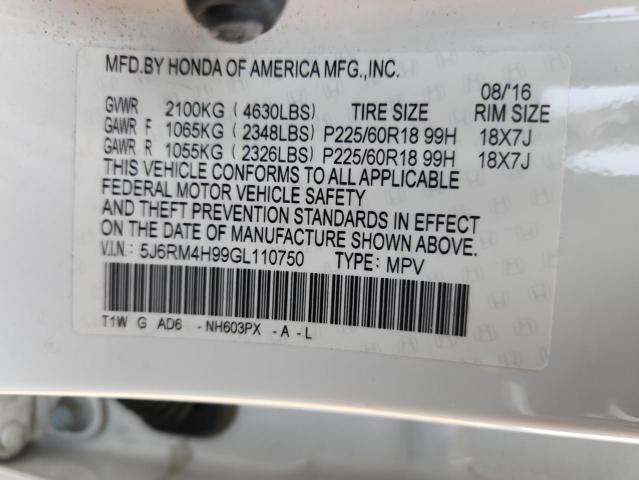 MFD.BY HONDA OF AMERICA MFG.,INC.
08/'16
GVWR 2100KG ( 4630LBS) TIRE SIZE RIM SIZE
GAWR F 1065KG ( 2348LBS) P225/60R18 99H 18X7J
GAWR R 1055KG ( 2326LBS) P225/60R18 99H 18X7J
THIS VEHICLE CONFORMS TO ALL APPLICABLE
FEDERAL MOTOR VEHICLE SAFETY
AND THEFT PREVENTION STANDARDS IN EFFECT
ON THE DATE OF MANUFACTURE SHOWN ABOVE.
V.I.N.: 5J6RM4H99GL110750 TYPE: MPV
T1W G AD6 -NH603PX -A -L